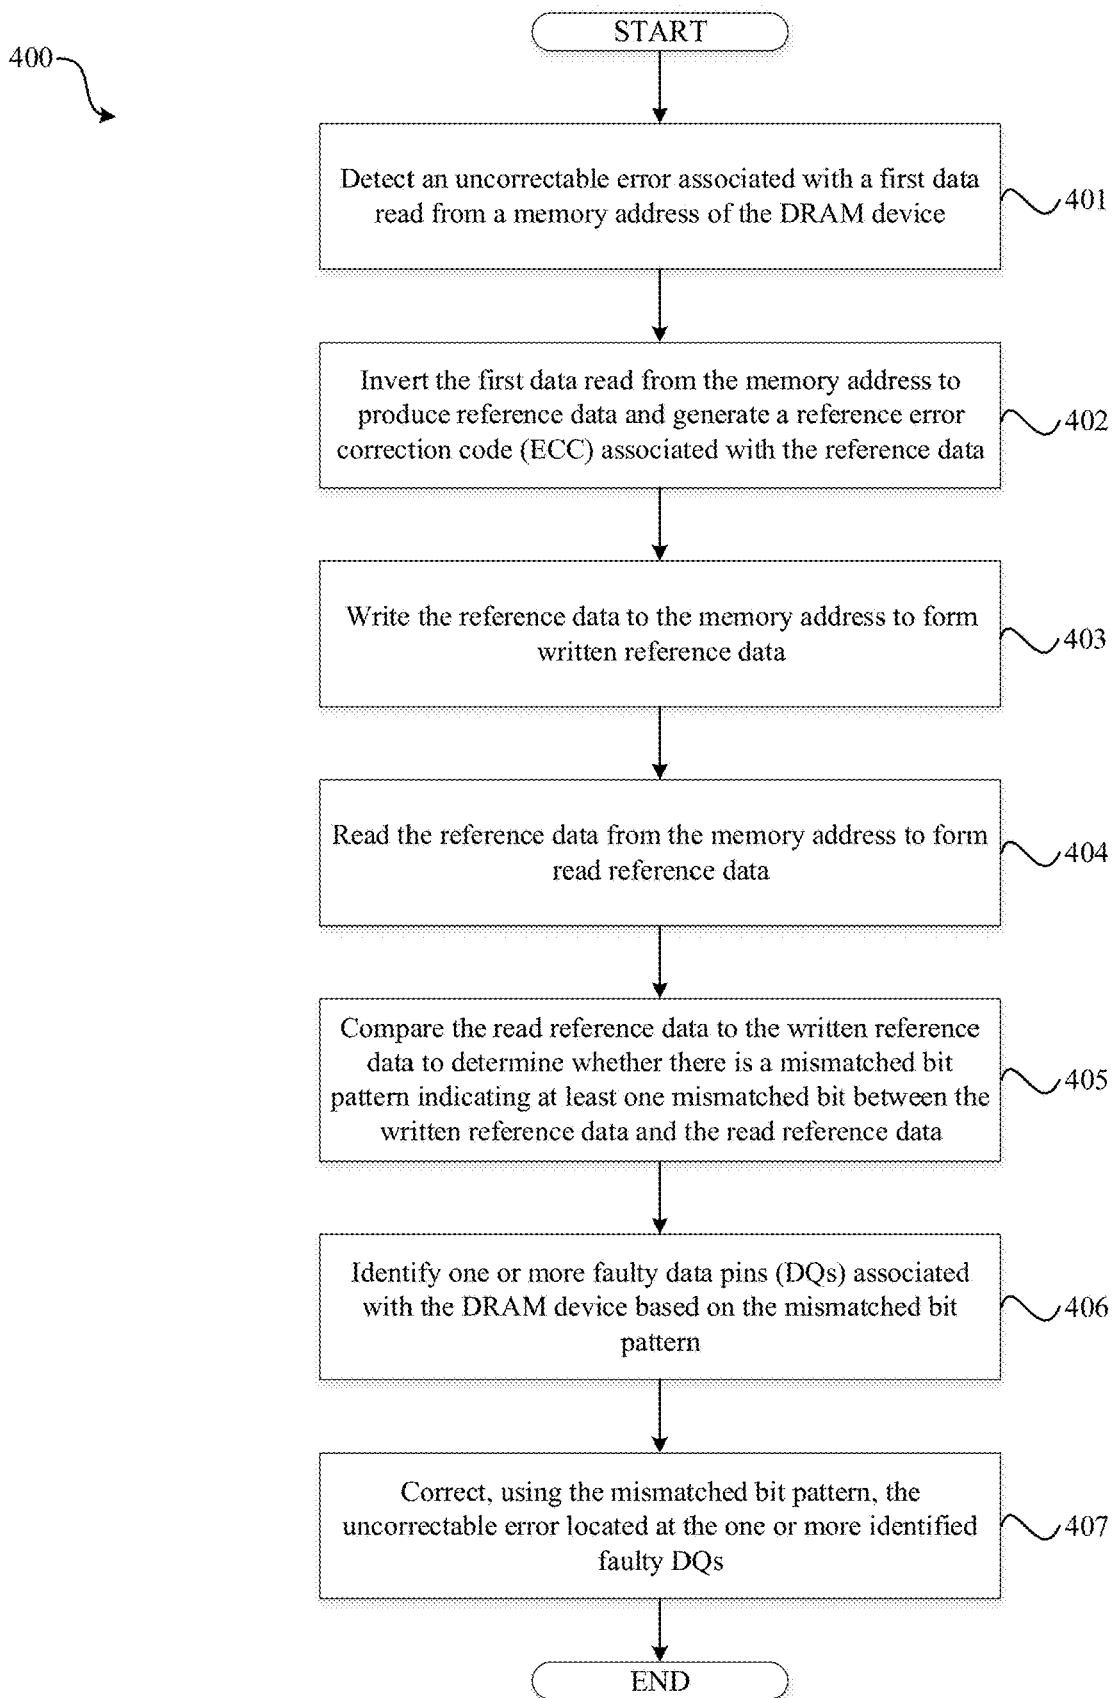 START
400
Detect an uncorrectable error associated with a first data
read from a memory address of the DRAM device
401
Invert the first data read from the memory address to
produce reference data and generate a reference error
correction code (ECC) associated with the reference data
402
Write the reference data to the memory address to form
written reference data
403
Read the reference data from the memory address to form
read reference data
404
Compare the read reference data to the written reference
data to determine whether there is a mismatched bit
pattern indicating at least one mismatched bit between the
written reference data and the read reference data
405
Identify one or more faulty data pins (DQs) associated
with the DRAM device based on the mismatched bit
pattern
406
Correct, using the mismatched bit pattern, the
uncorrectable error located at the one or more identified
faulty DQs
407
END